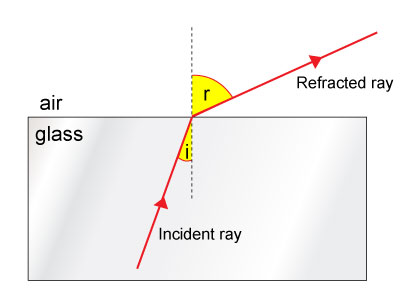 r
Refracted ray
air
glass
i
Incident ray